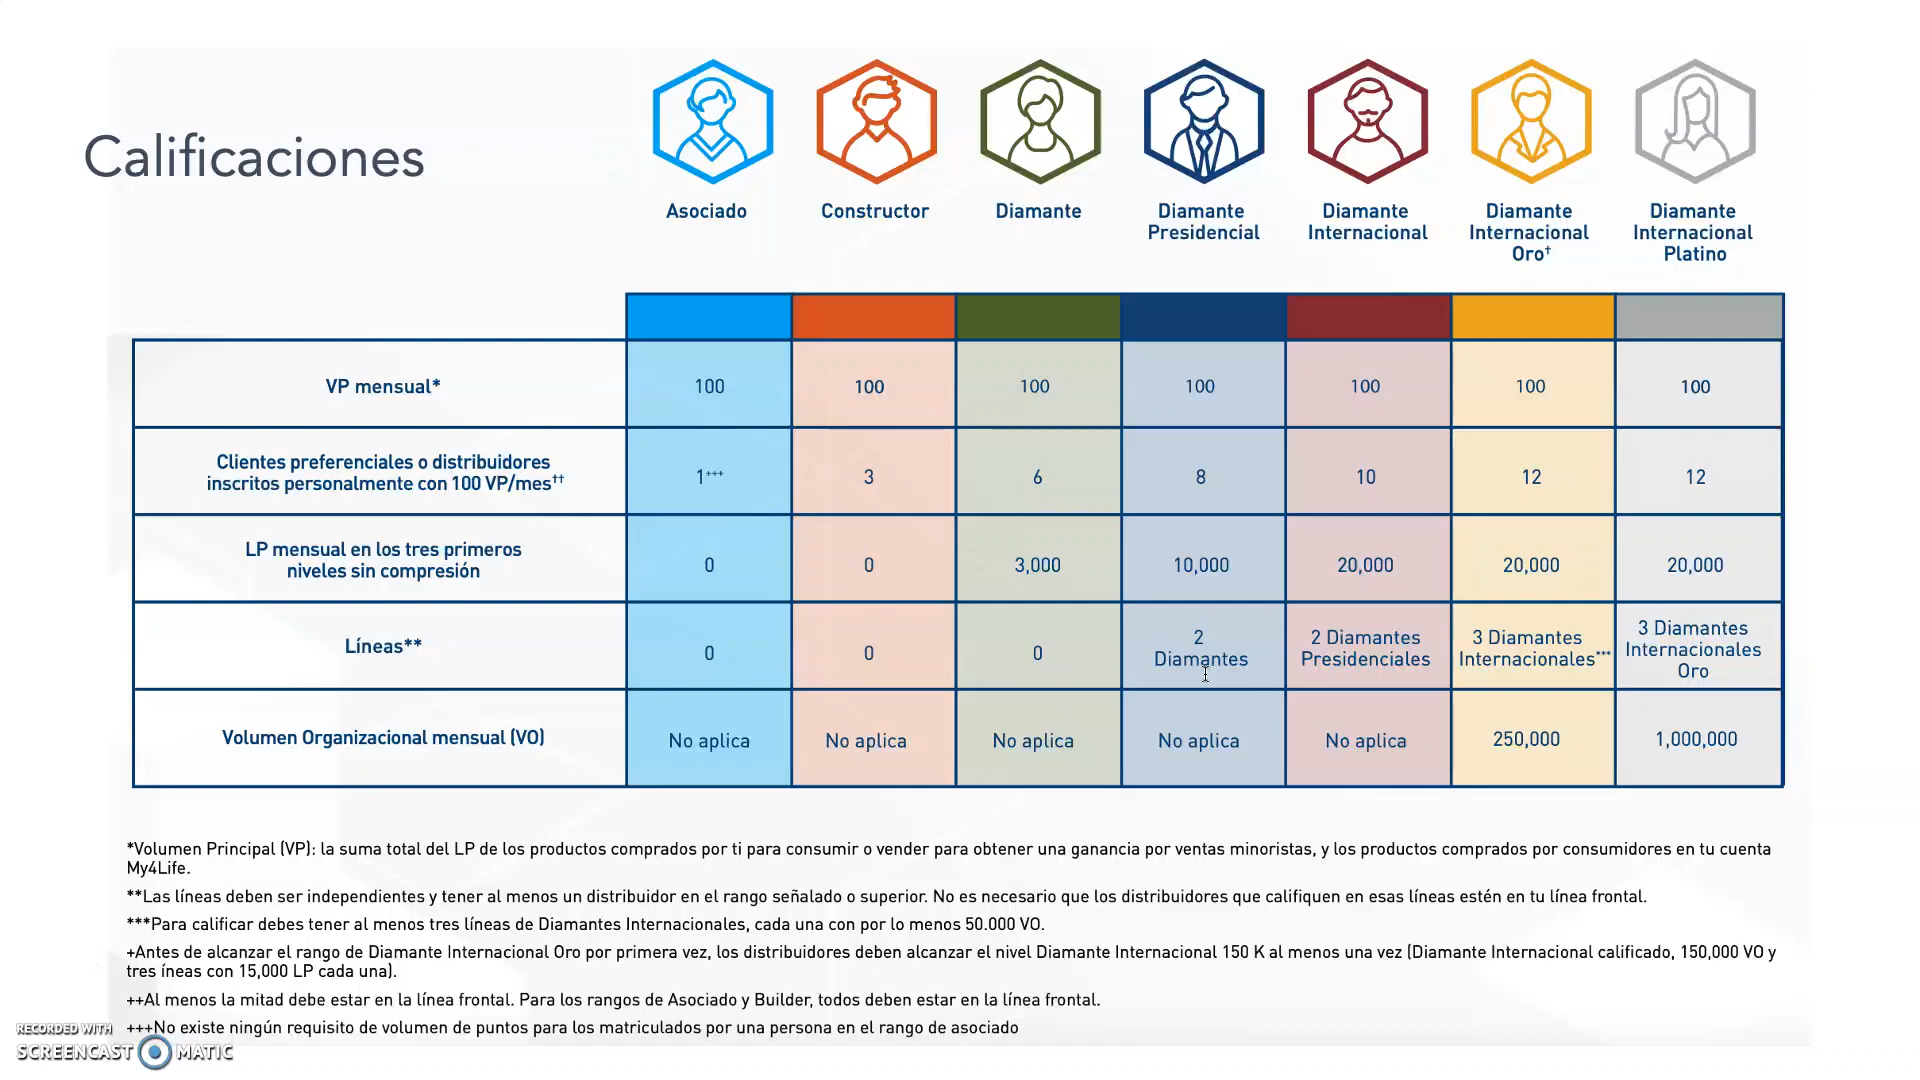 Calificaciones
Asociado
Constructor
Diamante
Diamante
Presidencial
Diamante
Internacional
Diamante
Internacional
Oro†
Diamante
Internacional
Platino
VP mensual* 100 100 100 100 100 100 100
Clientes preferenciales o distribuidores
inscritos personalmente con 100 VP/mes†† 1+++ 3 6 8 10 12 12
LP mensual en los tres primeros
niveles sin compresión 0 0 3,000 10,000 20,000 20,000 20,000
Líneas** 0 0 0
2
Diamantes
2 Diamantes
Presidenciales
3 Diamantes
Internacionales***
3 Diamantes
Internacionales
Oro
Volumen Organizacional mensual (VO) No aplica No aplica No aplica No aplica No aplica 250,000 1,000,000
*Volumen Principal (VP): la suma total del LP de los productos comprados por ti para consumir o vender para obtener una ganancia por ventas minoristas, y los productos comprados por consumidores en tu cuenta
My4Life.
**Las líneas deben ser independientes y tener al menos un distribuidor en el rango señalado o superior. No es necesario que los distribuidores que califiquen en esas líneas estén en tu línea frontal.
***Para calificar debes tener al menos tres líneas de Diamantes Internacionales, cada una con por lo menos 50.000 VO.
+Antes de alcanzar el rango de Diamante Internacional Oro por primera vez, los distribuidores deben alcanzar el nivel Diamante Internacional 150 K al menos una vez (Diamante Internacional calificado, 150,000 VO y
tres íneas con 15,000 LP cada una).
++Al menos la mitad debe estar en la línea frontal. Para los rangos de Asociado y Builder, todos deben estar en la línea frontal.
+++No existe ningún requisito de volumen de puntos para los matriculados por una persona en el rango de asociado
RECORDED WITH
SCREENCAST MATIC